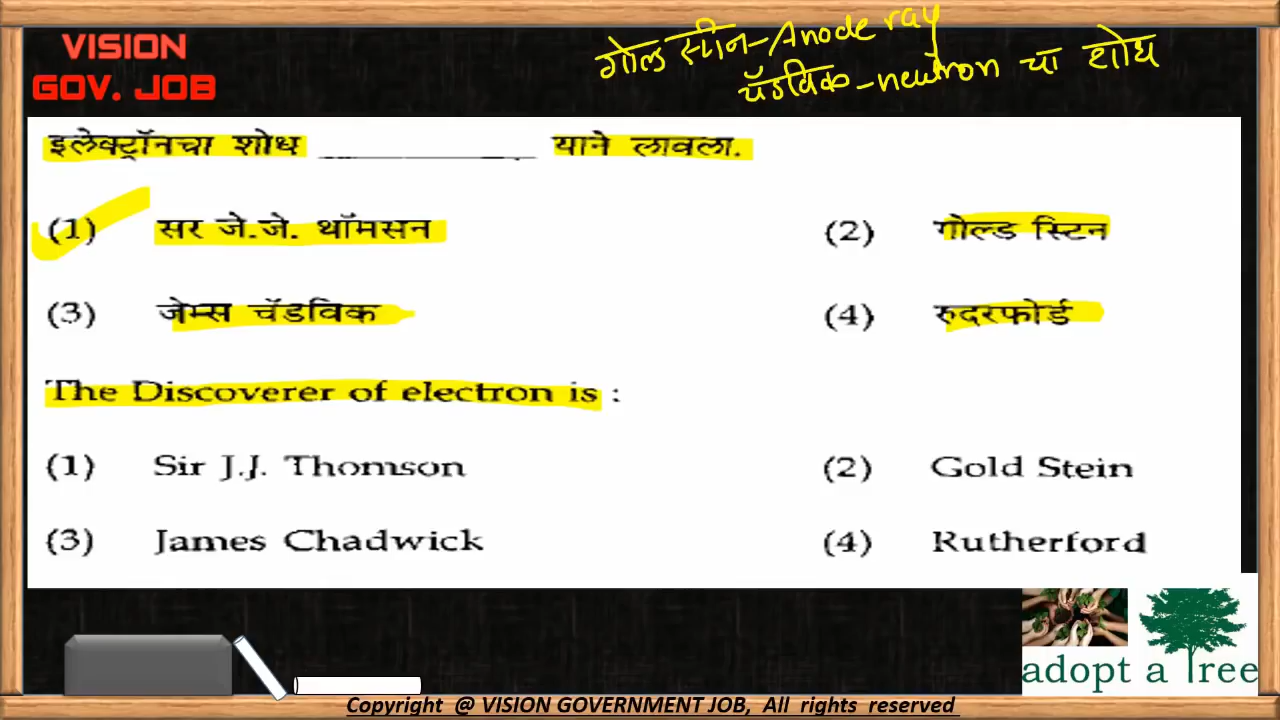 VISION
GOV. JOB
गोल्ड स्टीन-Anode ray
चॅडविक-neutron चा शोध
इलेक्ट्रॉनचा शोध ____________ याने लावला.
(1) सर जे.जे. थॉमसन (2) गोल्ड स्टिन
(3) जेम्स चॅडविक (4) रुदरफोर्ड
The Discoverer of electron is :
(1) Sir J.J. Thomson (2) Gold Stein
(3) James Chadwick (4) Rutherford
adopt a Tree
Copyright @ VISION GOVERNMENT JOB, All rights reserved